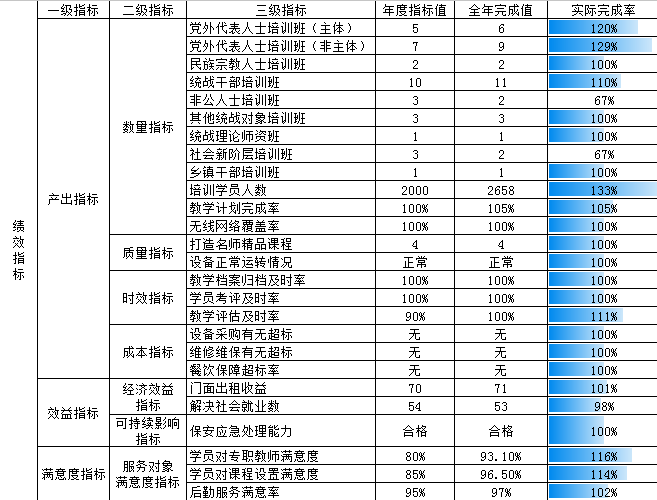 一级指标 二级指标 三级指标 年度指标值 全年完成值 实际完成率
绩效指标
产出指标
数量指标
党外代表人士培训班（主体） 5 6 120%
党外代表人士培训班（非主体） 7 9 129%
民族宗教人士培训班 2 2 100%
统战干部培训班 10 11 110%
非公人士培训班 3 2 67%
其他统战对象培训班 3 3 100%
统战理论师资班 1 1 100%
社会新阶层培训班 3 2 67%
乡镇干部培训班 1 1 100%
培训学员人数 2000 2658 133%
教学计划完成率 100% 105% 105%
无线网络覆盖率 100% 100% 100%
质量指标
打造名师精品课程 4 4 100%
设备正常运转情况 正常 正常 100%
时效指标
教学档案归档及时率 100% 100% 100%
学员考评及时率 100% 100% 100%
教学评估及时率 90% 100% 111%
成本指标
设备采购有无超标 无 无 100%
维修维保有无超标 无 无 100%
餐饮保障超标率 无 无 100%
效益指标
经济效益
指标
门面出租收益 70 71 101%
解决社会就业数 54 53 98%
可持续影响
指标
保安应急处理能力 合格 合格 100%
满意度指标
服务对象
满意度指标
学员对专职教师满意度 80% 93.10% 116%
学员对课程设置满意度 85% 96.50% 114%
后勤服务满意率 95% 97% 102%